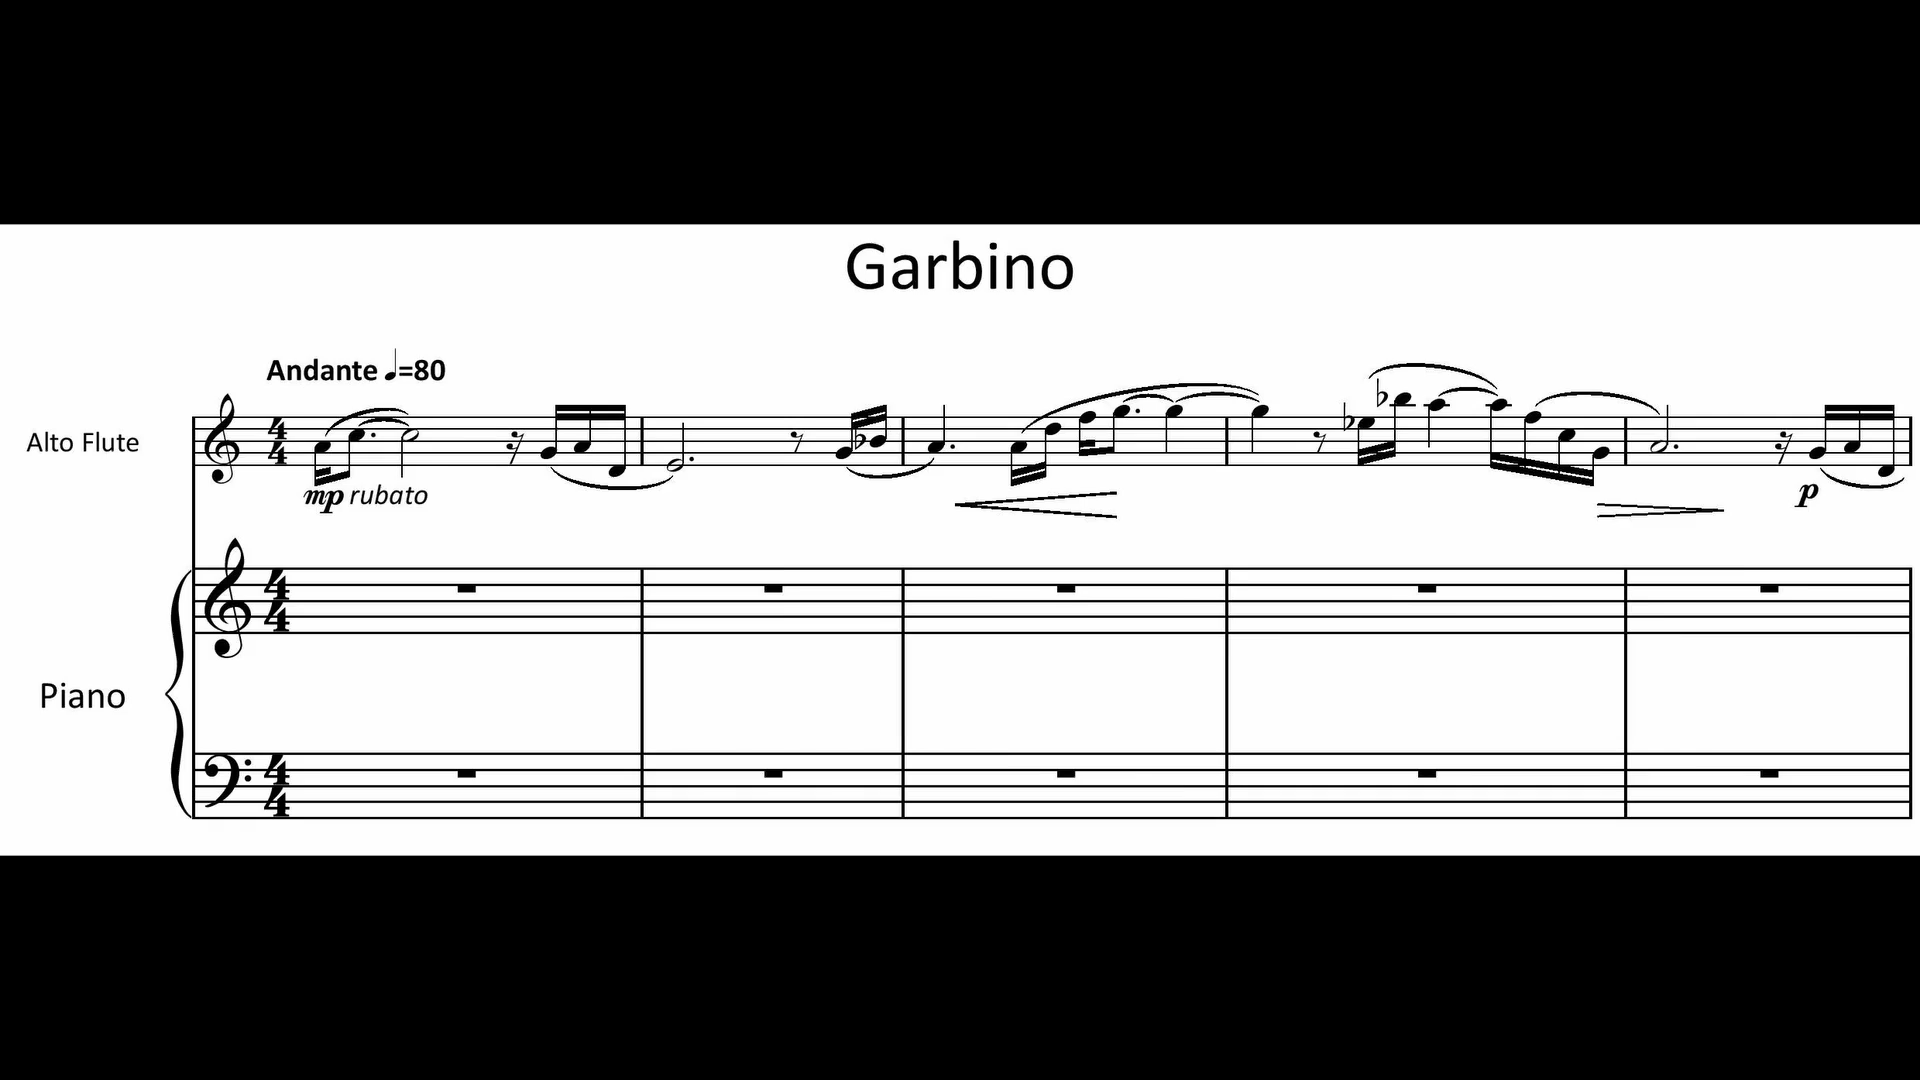 Garbino
Andante ♩=80
Alto Flute
mp rubato
p
Piano